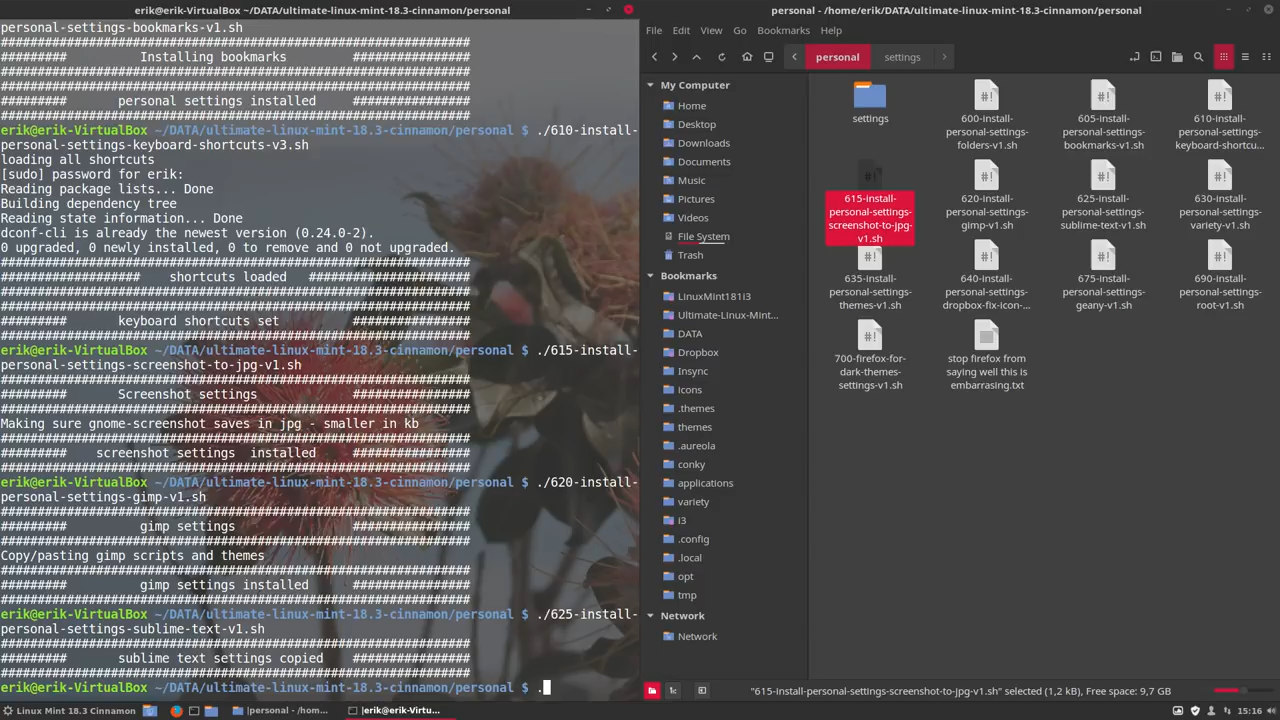 erik@erik-VirtualBox ~/DATA/ultimate-linux-mint-18.3-cinnamon/personal
personal-settings-bookmarks-v1.sh
################################################################
#########          Installing bookmarks         ################
################################################################
################################################################
#########       personal settings installed     ################
################################################################
erik@erik-VirtualBox ~/DATA/ultimate-linux-mint-18.3-cinnamon/personal $ ./610-install-
personal-settings-keyboard-shortcuts-v3.sh
loading all shortcuts
[sudo] password for erik:
Reading package lists... Done
Building dependency tree
Reading state information... Done
dconf-cli is already the newest version (0.24.0-2).
0 upgraded, 0 newly installed, 0 to remove and 0 not upgraded.
################################################################
###################    shortcuts loaded   ######################
################################################################
################################################################
#########       keyboard shortcuts set          ################
################################################################
erik@erik-VirtualBox ~/DATA/ultimate-linux-mint-18.3-cinnamon/personal $ ./615-install-
personal-settings-screenshot-to-jpg-v1.sh
################################################################
#########       Screenshot settings             ################
################################################################
Making sure gnome-screenshot saves in jpg - smaller in kb
################################################################
#########    screenshot settings  installed     ################
################################################################
erik@erik-VirtualBox ~/DATA/ultimate-linux-mint-18.3-cinnamon/personal $ ./620-install-
personal-settings-gimp-v1.sh
################################################################
#########          gimp settings                ################
################################################################
Copy/pasting gimp scripts and themes
################################################################
#########          gimp settings installed      ################
################################################################
erik@erik-VirtualBox ~/DATA/ultimate-linux-mint-18.3-cinnamon/personal $ ./625-install-
personal-settings-sublime-text-v1.sh
################################################################
#########       sublime text settings copied    ################
################################################################
erik@erik-VirtualBox ~/DATA/ultimate-linux-mint-18.3-cinnamon/personal $ .
personal - /home/erik/DATA/ultimate-linux-mint-18.3-cinnamon/personal
File Edit View Go Bookmarks Help
personal settings
My Computer
Home
Desktop
Downloads
Documents
Music
Pictures
Videos
File System
Trash
Bookmarks
LinuxMint181i3
Ultimate-Linux-Mint...
DATA
Dropbox
Insync
icons
.themes
themes
.aureola
conky
applications
variety
I3
.config
.local
opt
tmp
Network
Network
settings
600-install-
personal-settings-
folders-v1.sh
605-install-
personal-settings-
bookmarks-v1.sh
610-install-
personal-settings-
keyboard-shortcu...
615-install-
personal-settings-
screenshot-to-jpg-
v1.sh
620-install-
personal-settings-
gimp-v1.sh
625-install-
personal-settings-
sublime-text-v1.sh
630-install-
personal-settings-
variety-v1.sh
635-install-
personal-settings-
themes-v1.sh
640-install-
personal-settings-
dropbox-fix-icon-...
675-install-
personal-settings-
geany-v1.sh
690-install-
personal-settings-
root-v1.sh
700-firefox-for-
dark-themes-
settings-v1.sh
stop firefox from
saying well this is
embarrasing.txt
"615-install-personal-settings-screenshot-to-jpg-v1.sh" selected (1,2 kB), Free space: 9,7 GB
Linux Mint 18.3 Cinnamon
|personal - /hom...
|erik@erik-Virtu...
15:16